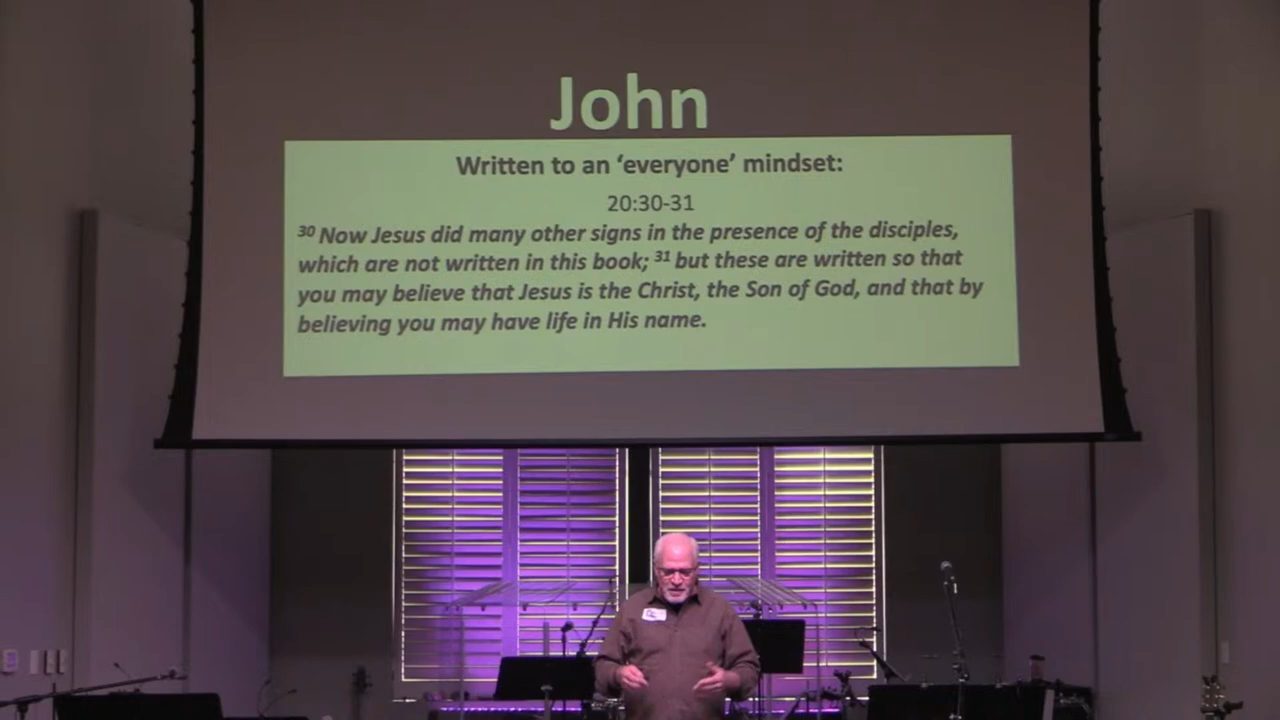 John
Written to an ‘everyone’ mindset:
20:30-31
³⁰ Now Jesus did many other signs in the presence of the disciples,
which are not written in this book; ³¹ but these are written so that
you may believe that Jesus is the Christ, the Son of God, and that by
believing you may have life in His name.